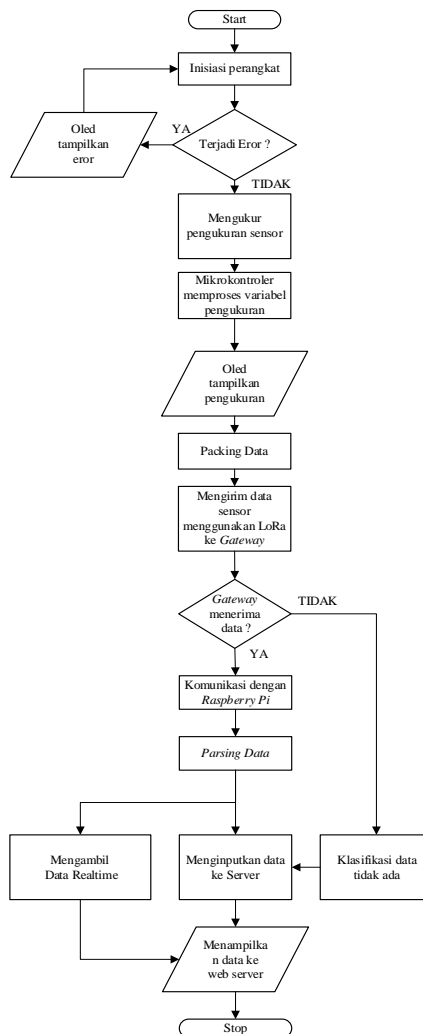 Start
Inisiasi perangkat
Oled
tampilkan
eror
YA
Terjadi Eror ?
TIDAK
Mengukur
pengukuran sensor
Mikrokontroler
memproses variabel
pengukuran
Oled
tampilkan
pengukuran
Packing Data
Mengirim data
sensor
menggunakan LoRa
ke Gateway
Gateway
menerima
data ?
TIDAK
YA
Komunikasi dengan
Raspberry Pi
Parsing Data
Mengambil
Data Realtime
Menginputkan data
ke Server
Klasifikasi data
tidak ada
Menampilka
n data ke
web server
Stop